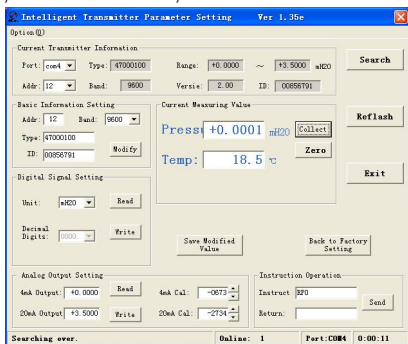 Intelligent Transmitter Parameter Setting Ver 1.35e
Option(O)
Current Transmitter Information
Port: com4 Type: 47000100 Range: +0.0000 ~ +3.5000 mH2O
Addr: 12 Band: 9600 Versie: 2.00 ID: 00856791
Search
Basic Information Setting
Addr: 12 Band: 9600
Type: 47000100
ID: 00856791
Modify
Current Measuring Value
Press: +0.0001 mH2O Collect
Zero
Temp: 18.5 ℃
Reflash
Exit
Digital Signal Setting
Unit: mH2O Read
Decimal
Digits: 0000. Write
Save Modified
Value
Back to Factory
Setting
Analog Output Setting
4mA Output: +0.0000 Read 4mA Cal: -0673
20mA Output +3.5000 Write 20mA Cal: -2734
Instruction Operation
Instruct RPO
Return:
Send
Searching over. Online: 1 Port:COM4 0:00:11